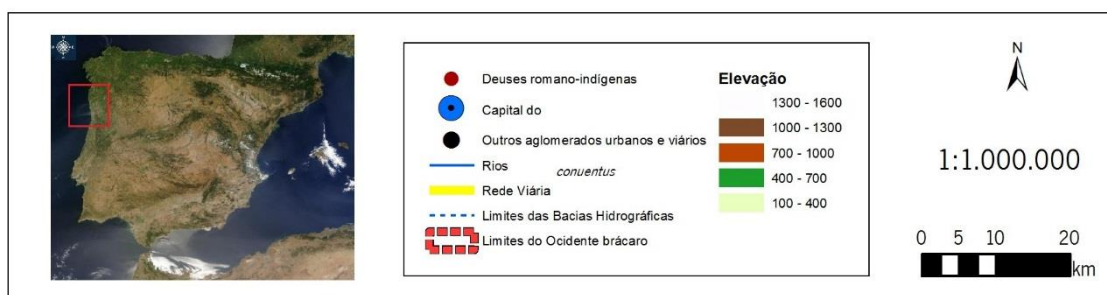 Deuses romano-indígenas
Capital do
Outros aglomerados urbanos e viários
Rios
conuentus
Rede Viária
Limites das Bacias Hidrográficas
Limites do Ocidente brácaro
Elevação
1300 - 1600
1000 - 1300
700 - 1000
400 - 700
100 - 400
N
1:1.000.000
0 5 10 20
km